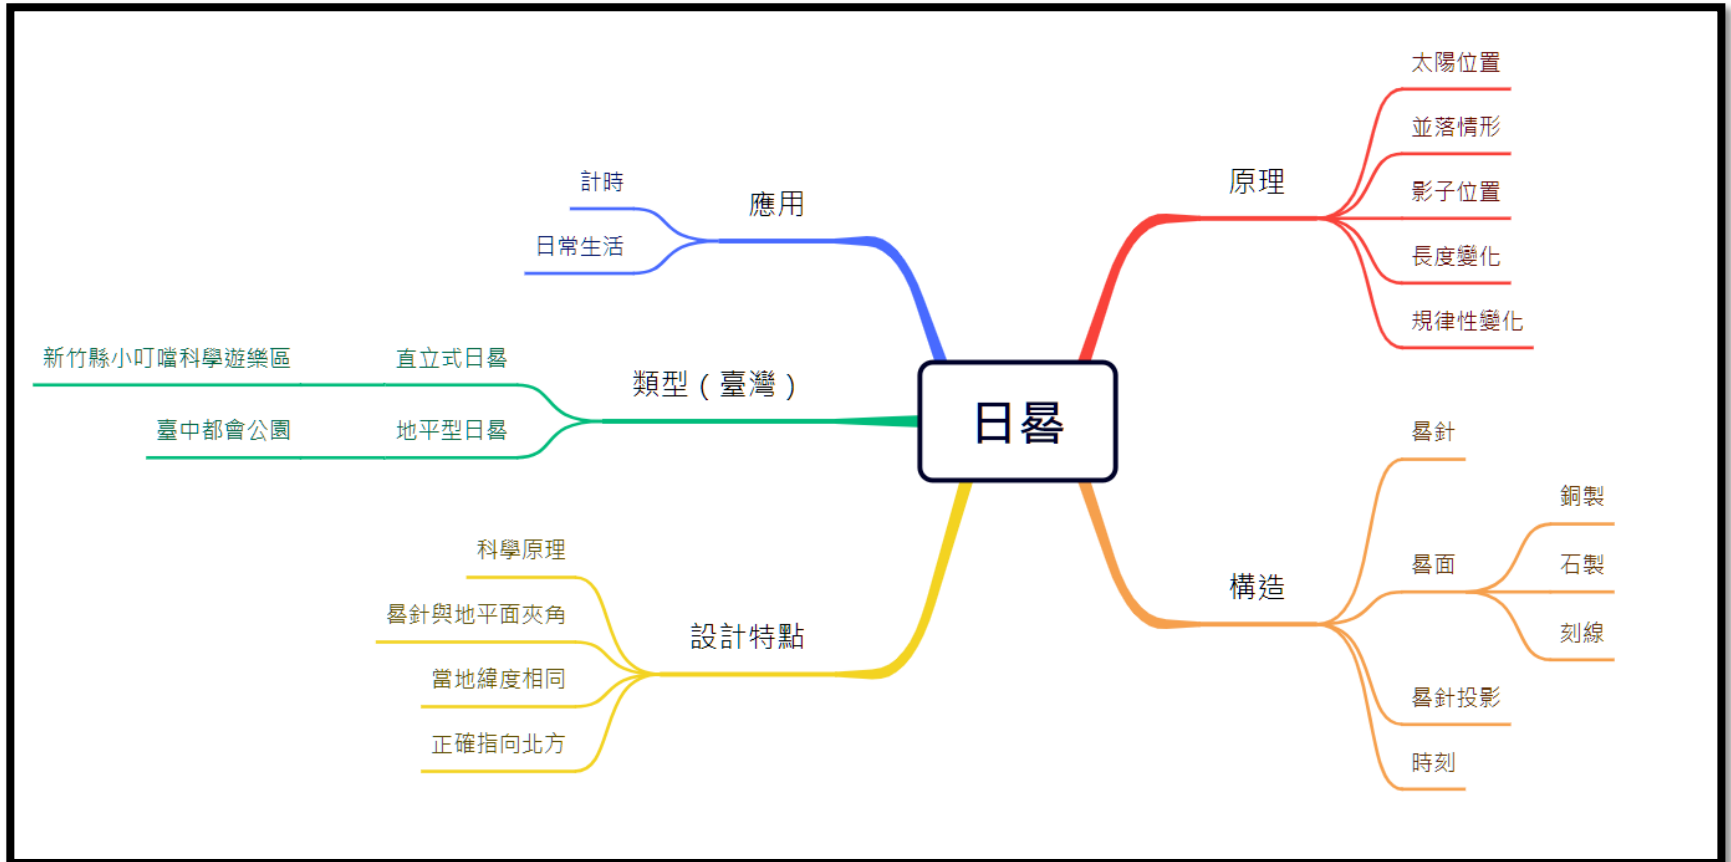 日晷
原理
太陽位置
並落情形
影子位置
長度變化
規律性變化
構造
晷針
晷面
銅製
石製
刻線
晷針投影
時刻
應用
計時
日常生活
類型（臺灣）
直立式日晷
新竹縣小叮噹科學遊樂區
地平型日晷
臺中都會公園
設計特點
科學原理
晷針與地平面夾角
當地緯度相同
正確指向北方